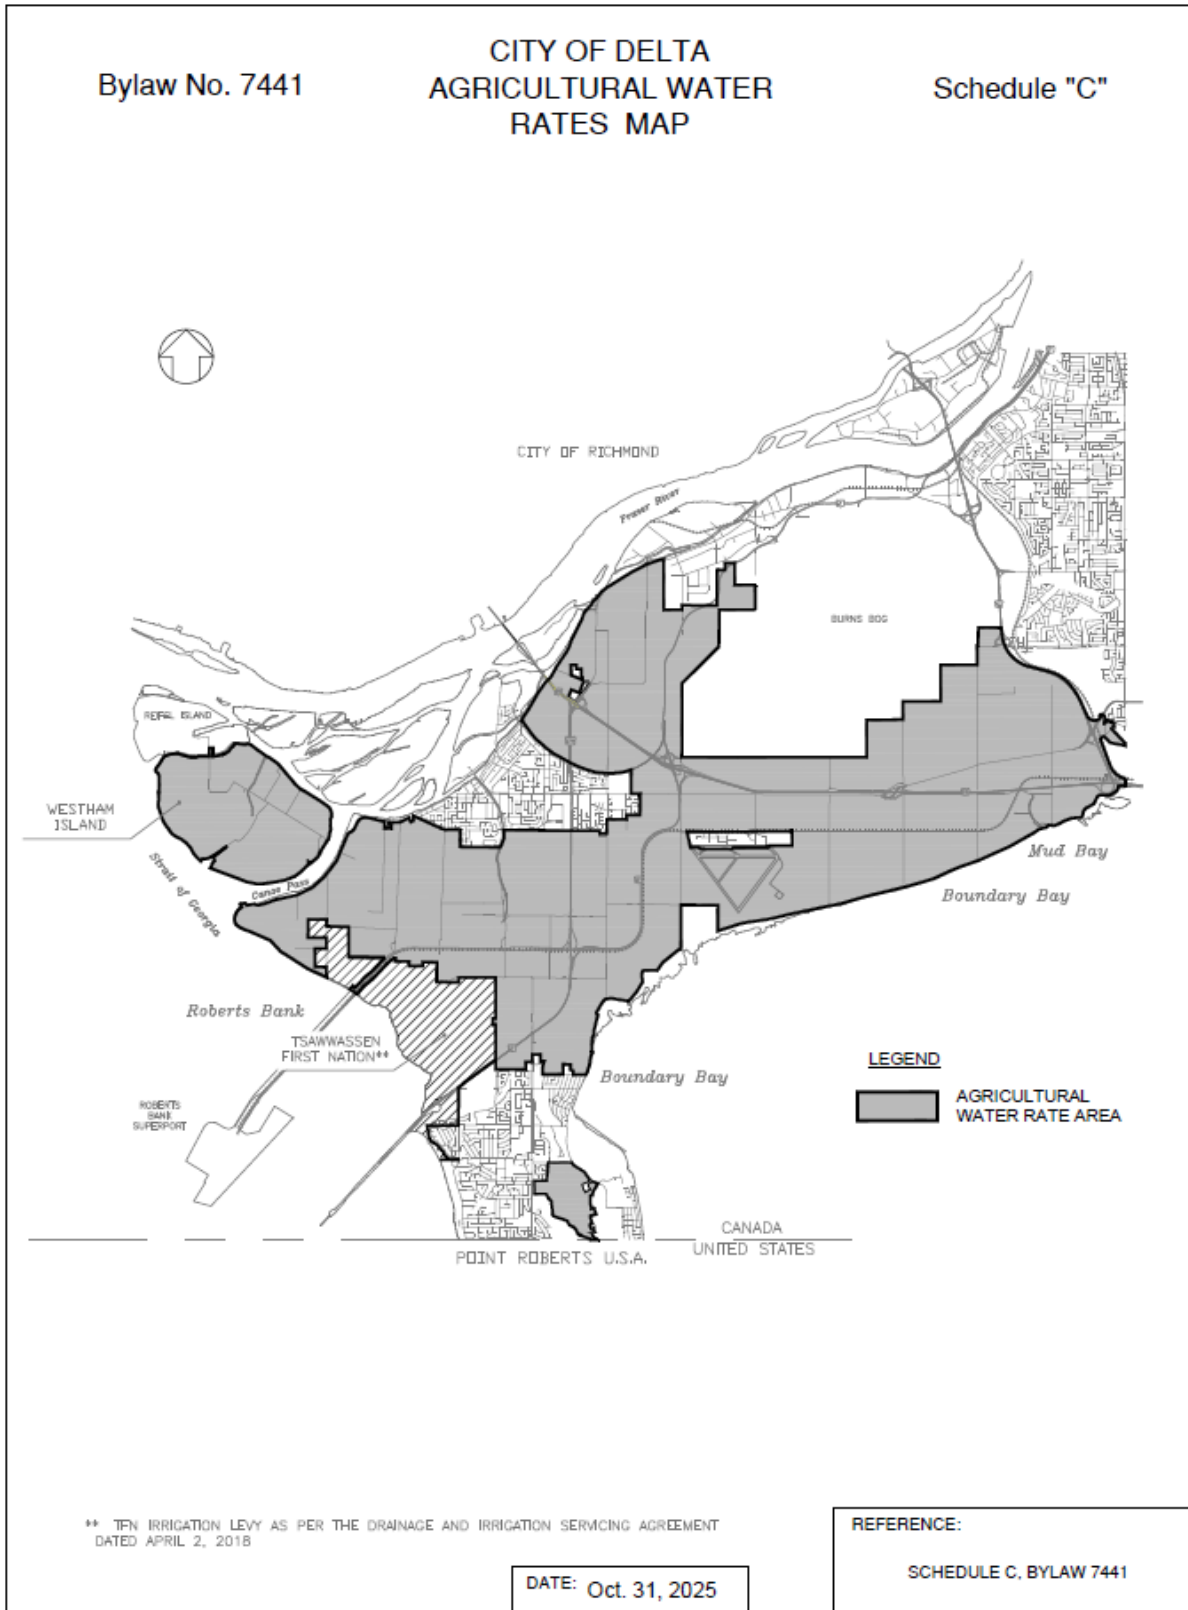 Bylaw No. 7441
CITY OF DELTA
AGRICULTURAL WATER
RATES MAP
Schedule "C"
CITY OF RICHMOND
Fraser River
BURNS BOG
REIFEL ISLAND
WESTHAM
ISLAND
Strait of Georgia
Canoe Pass
Mud Bay
Boundary Bay
Roberts Bank
TSAWWASSEN
FIRST NATION**
ROBERTS
BANK
SUPERPORT
Boundary Bay
LEGEND
AGRICULTURAL
WATER RATE AREA
CANADA
UNITED STATES
POINT ROBERTS U.S.A.
** TFN IRRIGATION LEVY AS PER THE DRAINAGE AND IRRIGATION SERVICING AGREEMENT
DATED APRIL 2, 2018
DATE: Oct. 31, 2025
REFERENCE:
SCHEDULE C, BYLAW 7441